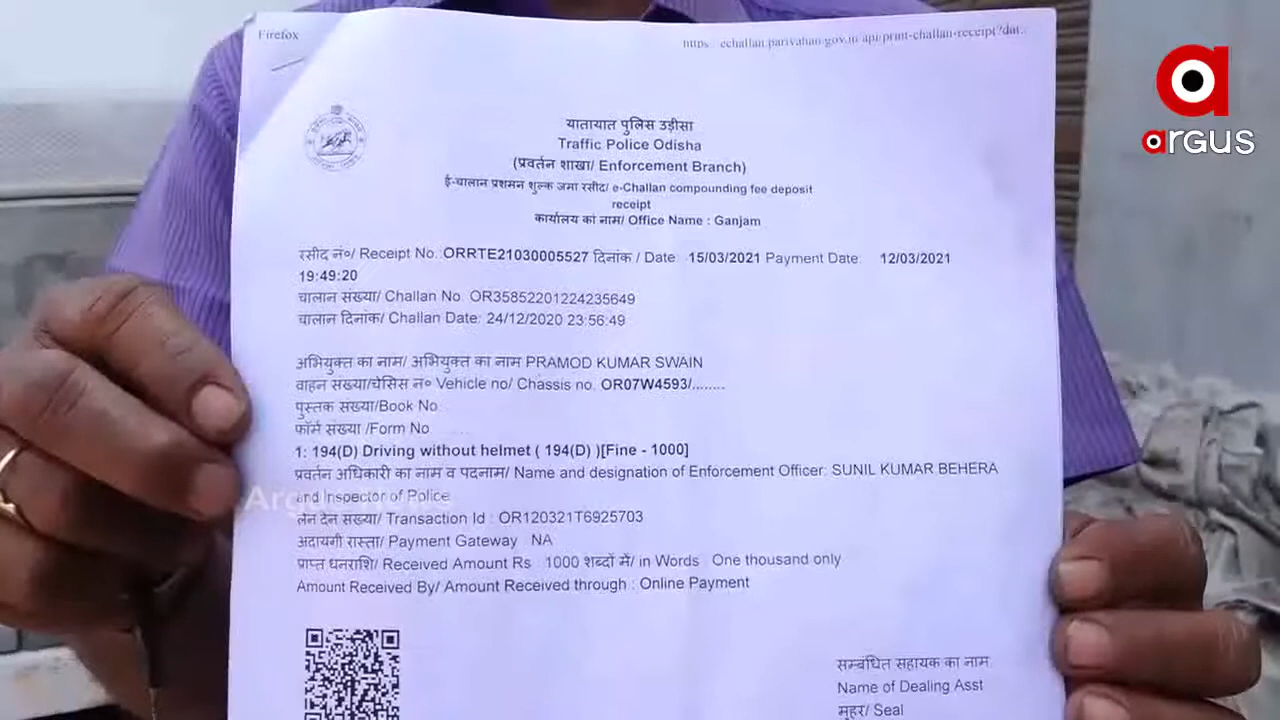 Firefox
https://echallan.parivahan.gov.in/api/print-challan-receipt?dat...
argus
यातायात पुलिस उड़ीसा
Traffic Police Odisha
(प्रवर्तन शाखा/ Enforcement Branch)
ई-चालान प्रशमन शुल्क जमा रसीद/ e-Challan compounding fee deposit
receipt
कार्यालय का नाम/ Office Name : Ganjam
रसीद नं०/ Receipt No. ORRTE21030005527 दिनांक / Date : 15/03/2021 Payment Date: 12/03/2021
19:49:20
चालान संख्या/ Challan No. OR35852201224235649
चालान दिनांक/ Challan Date: 24/12/2020 23:56:49
अभियुक्त का नाम/ अभियुक्त का नाम PRAMOD KUMAR SWAIN
वाहन संख्या/चेसिस न० Vehicle no/ Chassis no. OR07W4593/........
पुस्तक संख्या/Book No
फॉर्म संख्या /Form No ......
1: 194(D) Driving without helmet ( 194(D) )[Fine - 1000]
प्रवर्तन अधिकारी का नाम व पदनाम/ Name and designation of Enforcement Officer: SUNIL KUMAR BEHERA
and Inspector of Police
लेन देन संख्या/ Transaction Id : OR120321T6925703
अदायगी रास्ता/ Payment Gateway : NA
प्राप्त धनराशि/ Received Amount Rs : 1000 शब्दों में/ in Words : One thousand only
Amount Received By/ Amount Received through : Online Payment
सम्बंधित सहायक का नाम
Name of Dealing Asst
मुहर/ Seal